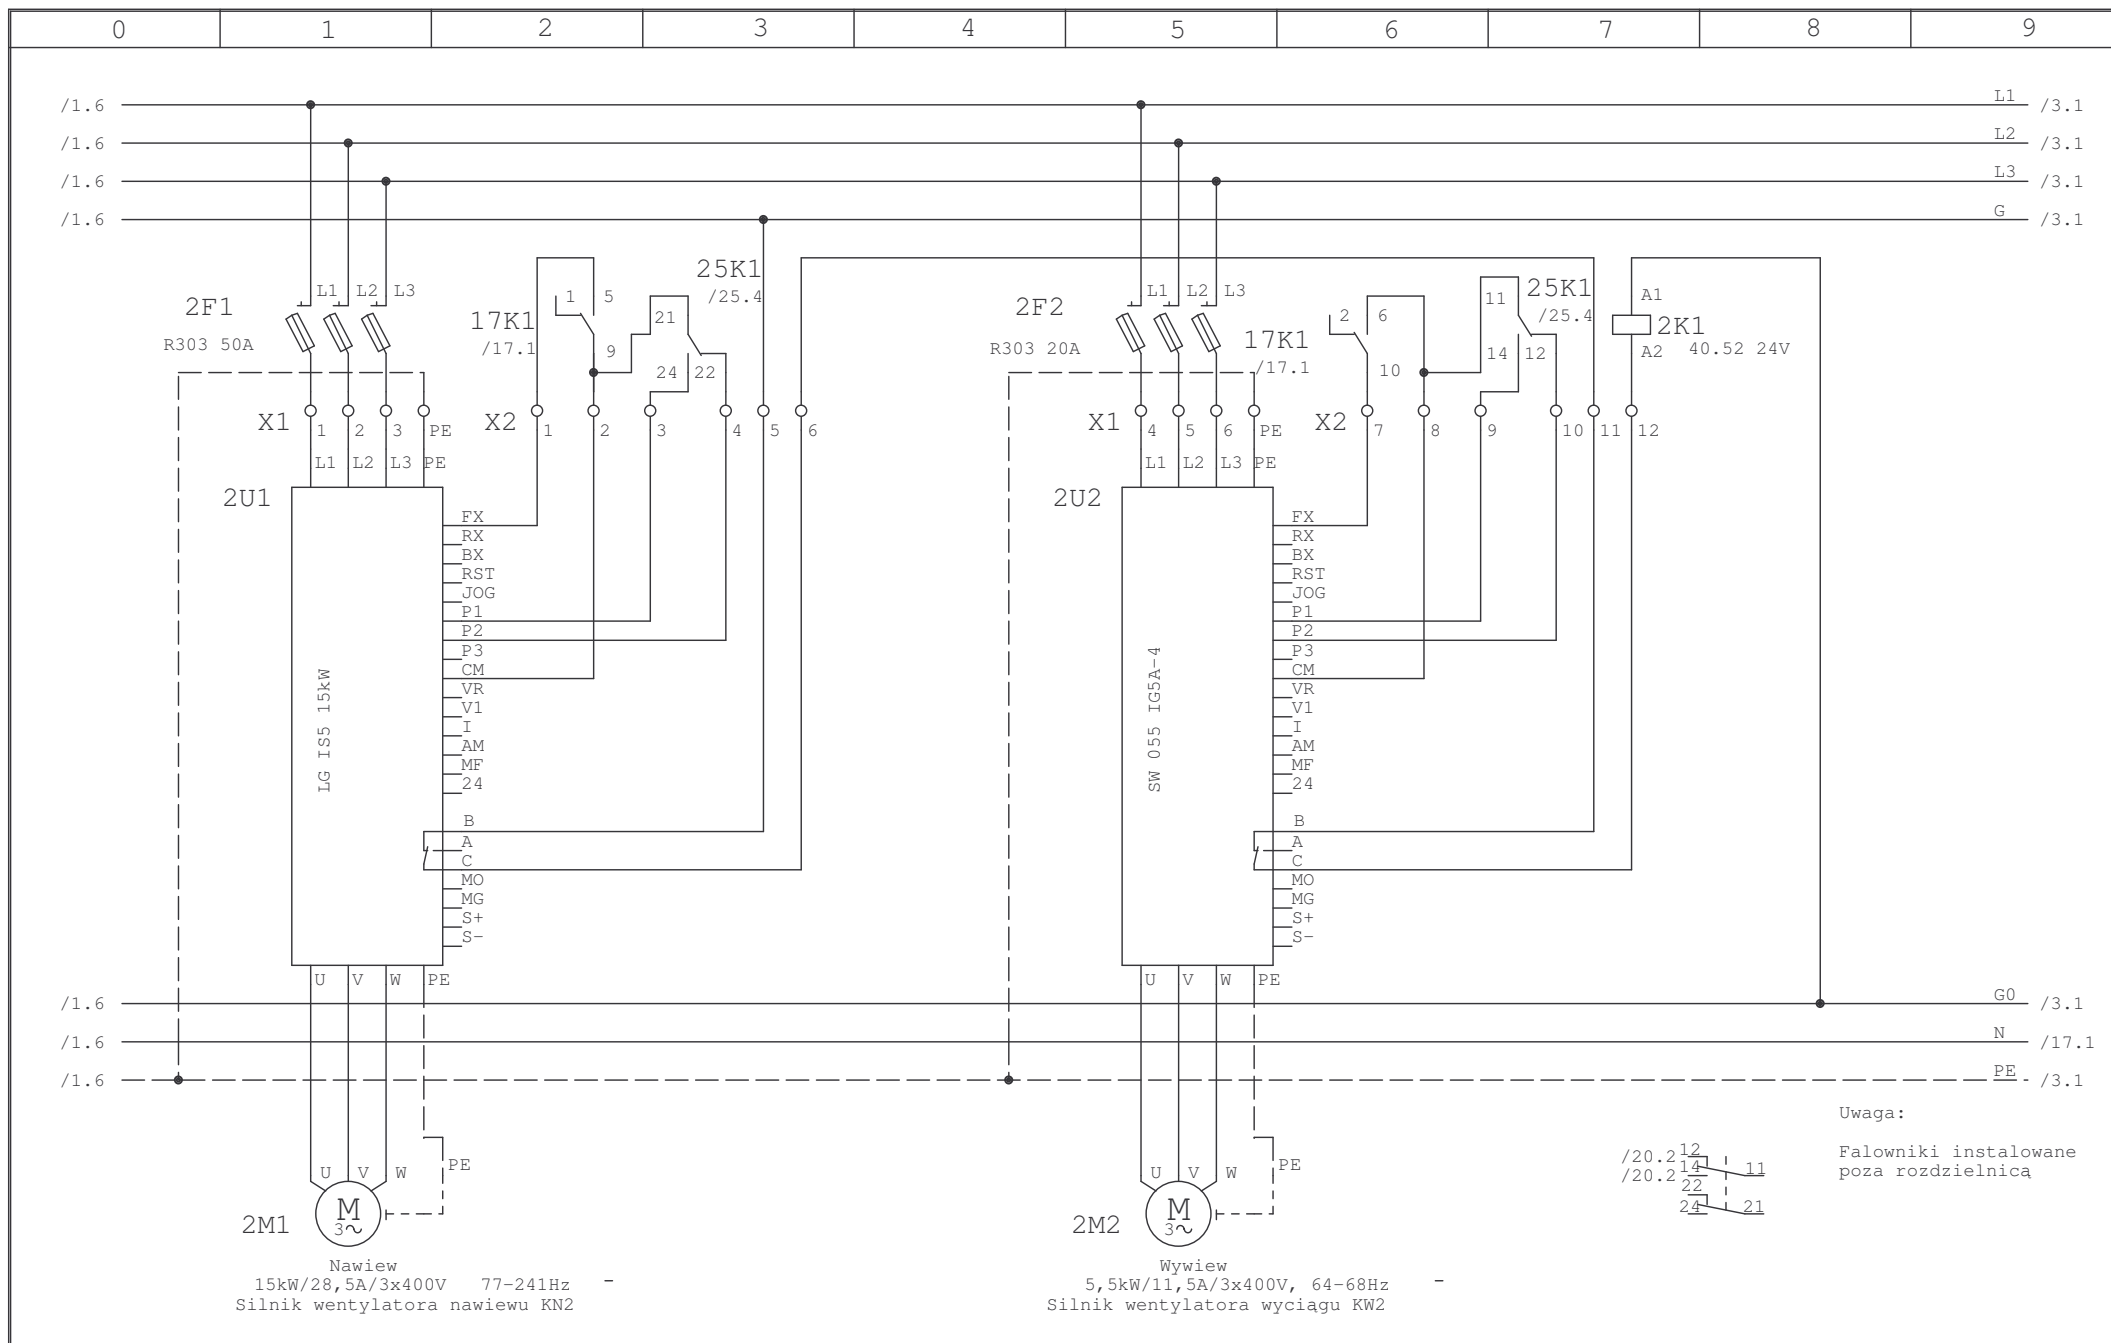 0 1 2 3 4 5 6 7 8 9
/1.6 L1 /3.1
/1.6 L2 /3.1
/1.6 L3 /3.1
/1.6 G /3.1
2F1
R303 50A
L1 L2 L3
17K1
/17.1
1 5
9
25K1
/25.4
21
24 22
X1
1 2 3 PE
X2
1 2 3 4 5 6
L1 L2 L3 PE
2U1
LG IS5 15kW
FX
RX
BX
RST
JOG
P1
P2
P3
CM
VR
V1
I
AM
MF
24
B
A
C
MO
MG
S+
S-
U V W PE
2F2
R303 20A
L1 L2 L3
17K1
/17.1
2 6
10
25K1
/25.4
11
14 12
A1
2K1
A2 40.52 24V
X1
4 5 6 PE
X2
7 8 9 10 11 12
L1 L2 L3 PE
2U2
SW 055 IG5A-4
FX
RX
BX
RST
JOG
P1
P2
P3
CM
VR
V1
I
AM
MF
24
B
A
C
MO
MG
S+
S-
U V W PE
/1.6 G0 /3.1
/1.6 N /17.1
/1.6 PE /3.1
U V W PE
2M1
M
3~
Nawiew
15kW/28,5A/3x400V 77-241Hz -
Silnik wentylatora nawiewu KN2
U V W PE
2M2
M
3~
Wywiew
5,5kW/11,5A/3x400V, 64-68Hz -
Silnik wentylatora wyciągu KW2
/20.2 12
/20.2 14 11
22
24 21
Uwaga:
Falowniki instalowane
poza rozdzielnicą